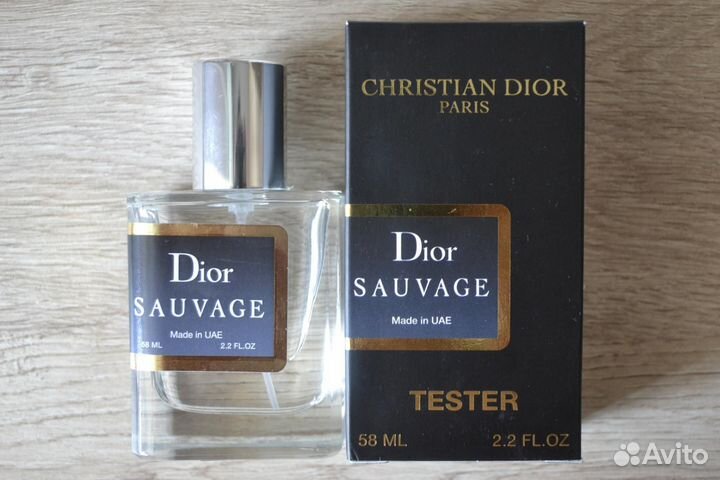 Dior
SAUVAGE
Made in UAE
58 ML 2.2 FL.OZ
CHRISTIAN DIOR
PARIS
Dior
SAUVAGE
Made in UAE
TESTER
58 ML 2.2 FL.OZ
Avito